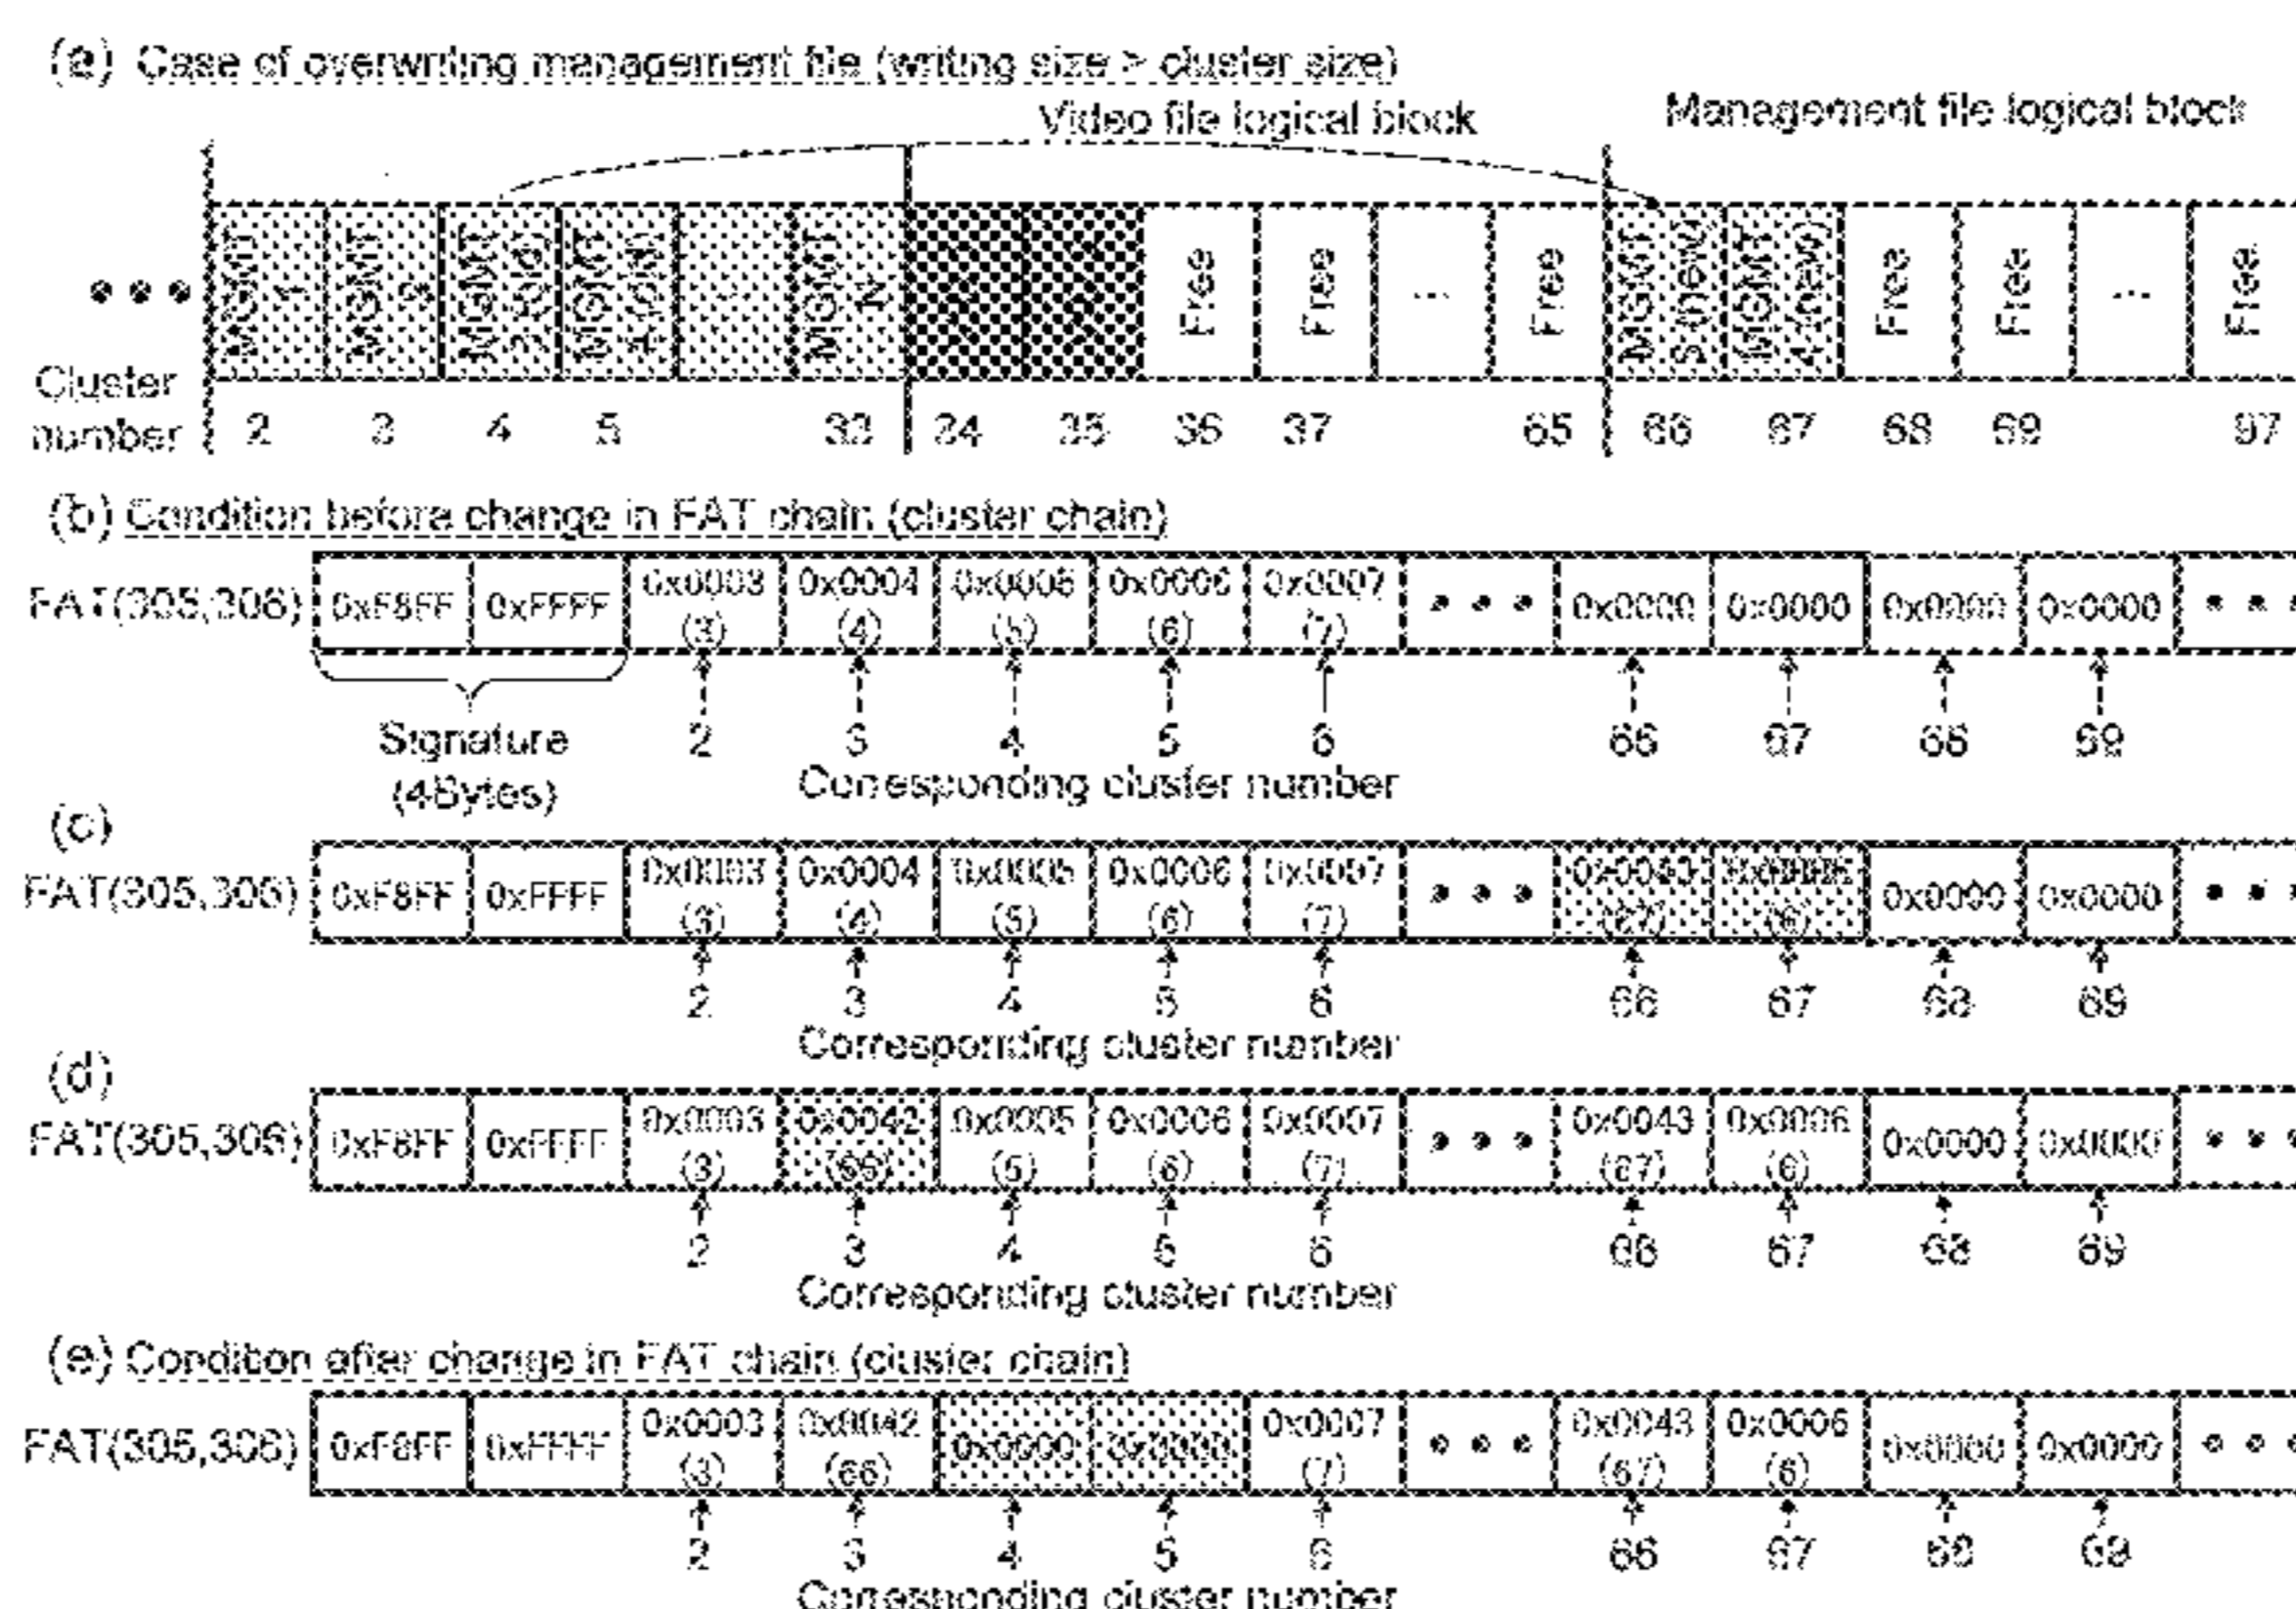 (a) Case of overwriting management file (writing size > cluster size)
Video file logical block
Management file logical block
MGMT 1 MGMT MGMT 3 (old) MGMT 4 (old) ... MGMT N Free Free ... Free MGMT 3 (new) MGMT 4 (new) Free Free ... Free
Cluster number 2 3 4 5 33 34 35 36 37 65 66 67 68 69 97
(b) Condition before change in FAT chain (cluster chain)
FAT(305,306) 0xF8FF 0xFFFF 0x0003 (3) 0x0004 (4) 0x0005 (5) 0x0006 (6) 0x0007 (7) • • • 0x0000 0x0000 0x0000 0x0000 • • •
Signature (4Bytes)
2 3 4 5 6 66 67 68 69
Corresponding cluster number
(c)
FAT(305,306) 0xF8FF 0xFFFF 0x0003 (3) 0x0004 (4) 0x0005 (5) 0x0006 (6) 0x0007 (7) • • • 0x0043 (67) 0x0006 (6) 0x0000 0x0000 • • •
2 3 4 5 6 66 67 68 69
Corresponding cluster number
(d)
FAT(305,306) 0xF8FF 0xFFFF 0x0003 (3) 0x0042 (66) 0x0005 (5) 0x0006 (6) 0x0007 (7) • • • 0x0043 (67) 0x0006 (6) 0x0000 0x0000 • • •
2 3 4 5 6 66 67 68 69
Corresponding cluster number
(e) Condition after change in FAT chain (cluster chain)
FAT(305,306) 0xF8FF 0xFFFF 0x0003 (3) 0x0042 (66) 0x0000 0x0000 0x0007 (7) • • • 0x0043 (67) 0x0006 (6) 0x0000 0x0000 • • •
2 3 4 5 6 66 67 68 69
Corresponding cluster number